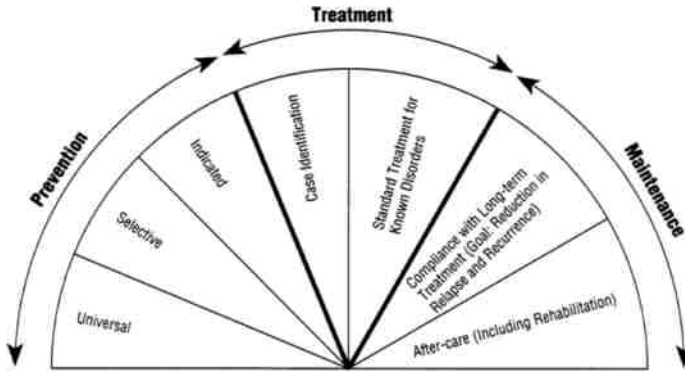 Treatment
Prevention
Maintenance
Universal
Selective
Indicated
Case Identification
Standard Treatment for
Known Disorders
Compliance with Long-term
Treatment (Goal: Reduction in
Relapse and Recurrence)
After-care (Including Rehabilitation)